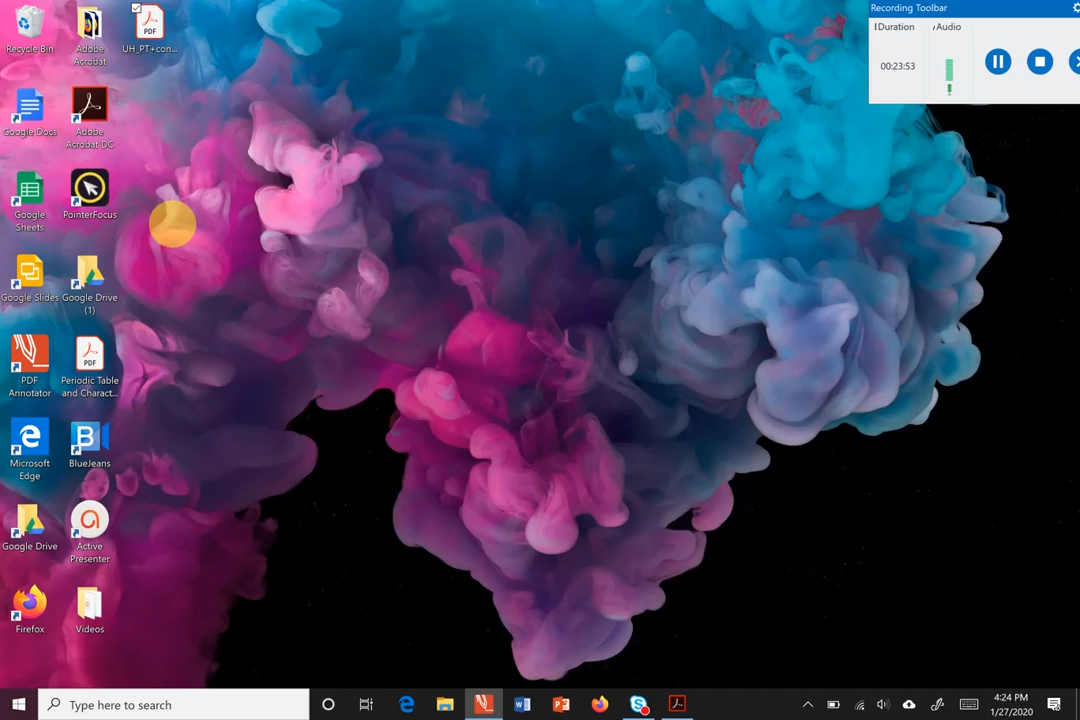 Recording Toolbar
Duration
Audio
00:23:53
Recycle Bin
Adobe
Acrobat
PDF
UH_PT+con...
Google Docs
Adobe
Acrobat DC
Google
Sheets
PointerFocus
Google Slides
Google Drive
(1)
PDF
Annotator
PDF
Periodic Table
and Charact...
Microsoft
Edge
BlueJeans
Google Drive
Active
Presenter
Firefox
Videos
Type here to search
4:24 PM
1/27/2020